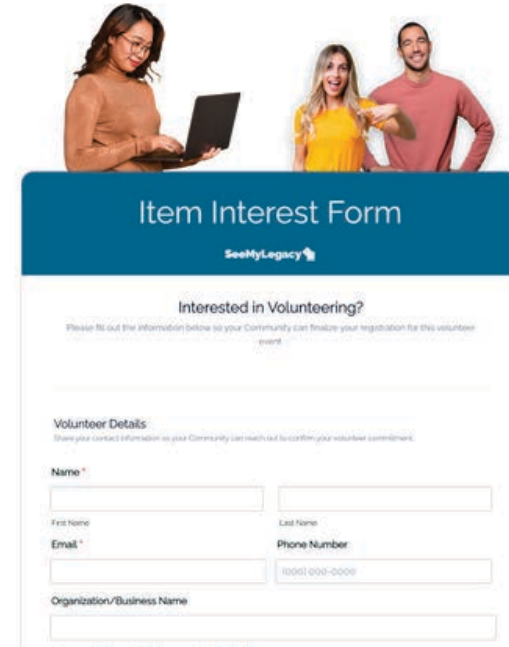 Item Interest Form
SeeMyLegacy
Interested in Volunteering?
Please fill out the information below so your Community can finalize your registration for this volunteer
event
Volunteer Details
Share your contact information so your Community can reach out to confirm your volunteer commitment.
Name *
First Name Last Name
Email * Phone Number
(000) 000-0000
Organization/Business Name